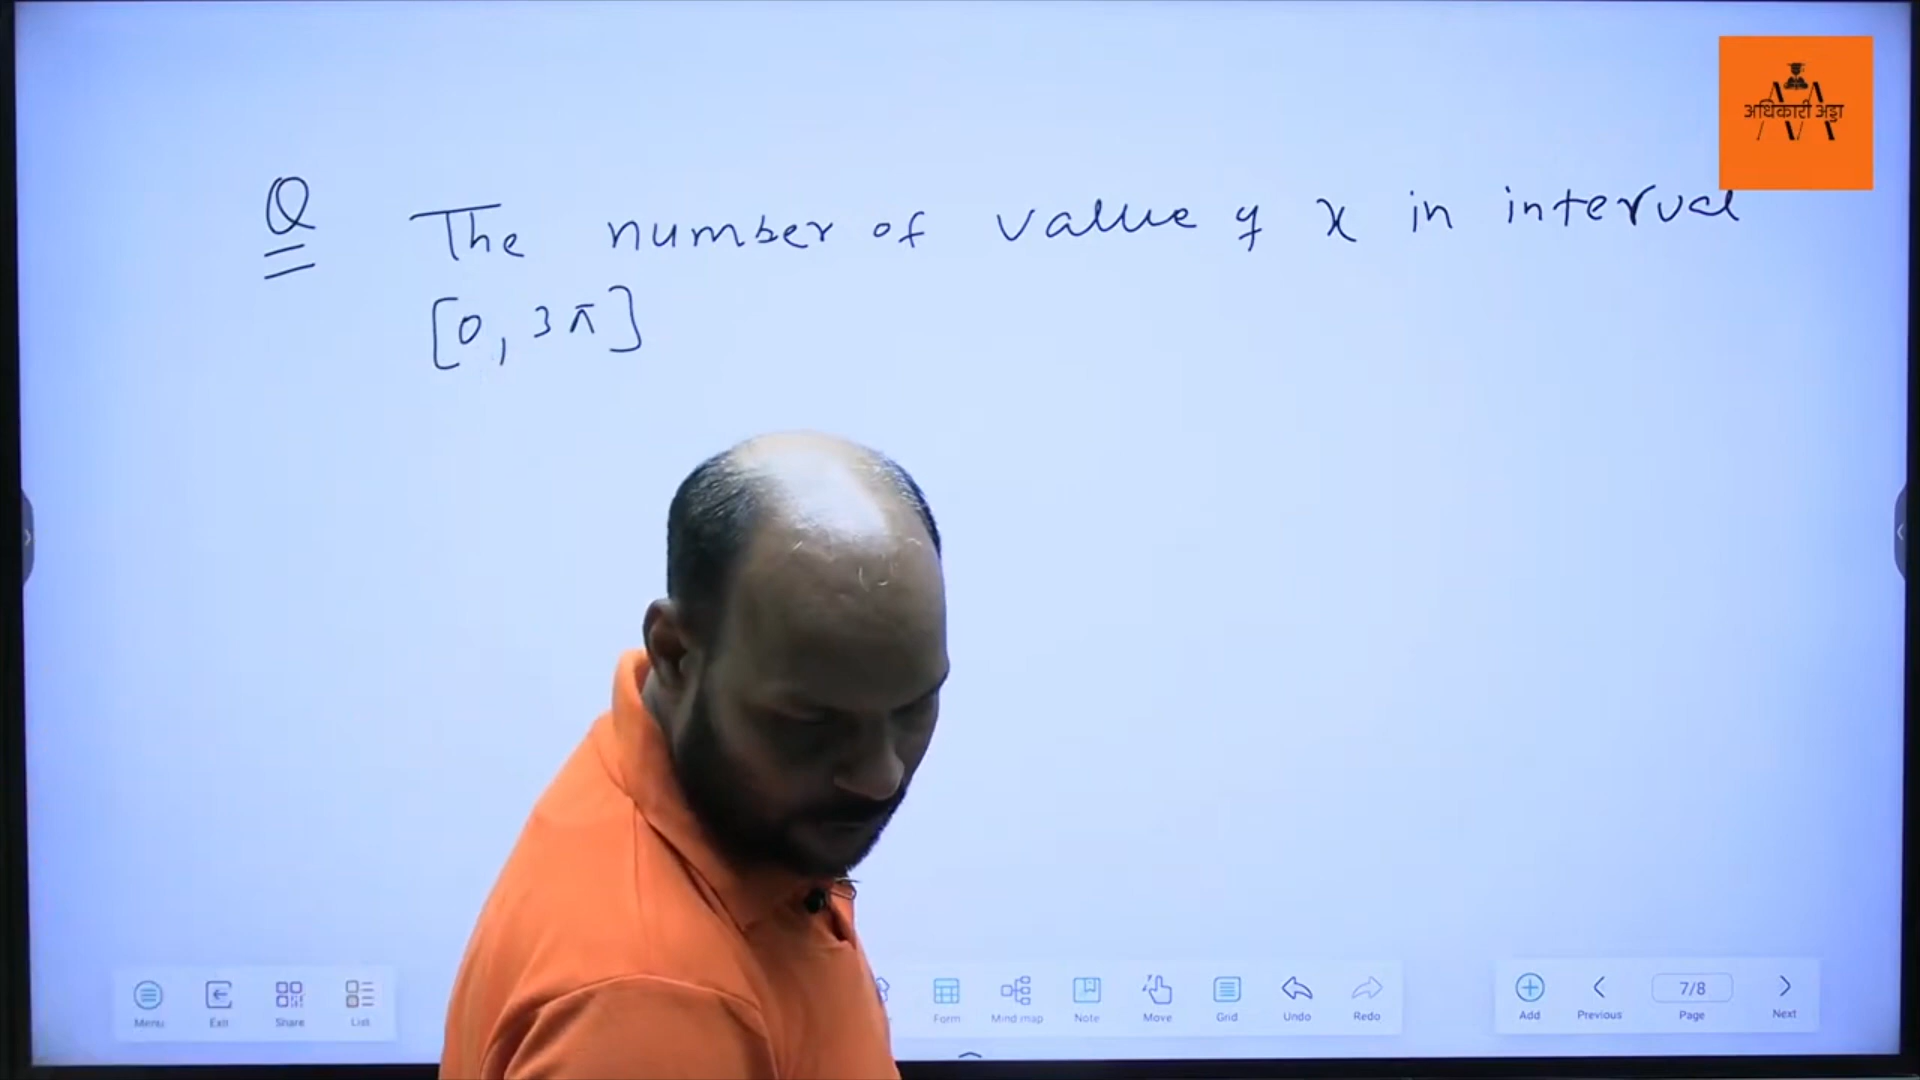 अधिकारी अड्डा
Q The number of value of x in interval
[0, 3π]
Menu Exit Share List Form Mind map Note Move Grid Undo Redo Add Previous 7/8 Page Next